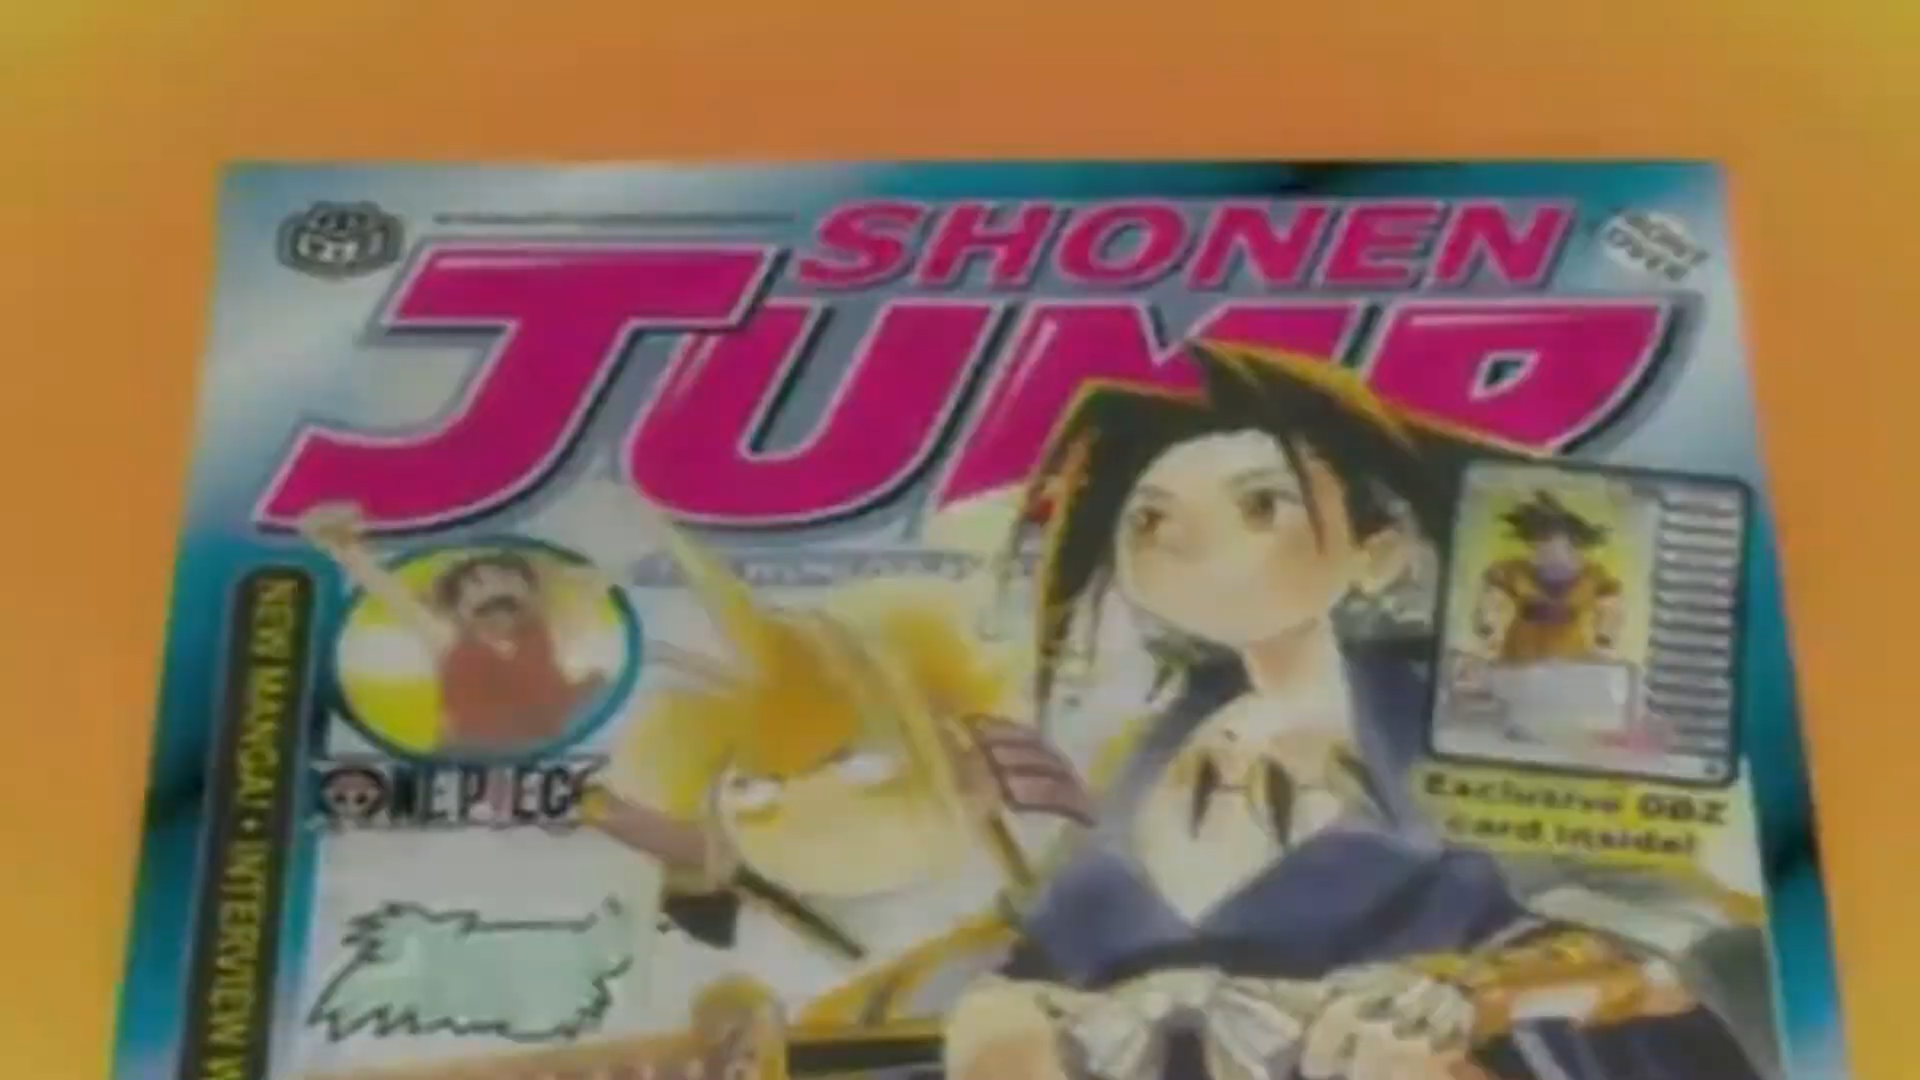 SHONEN
JUMP
ONE PIECE
Exclusive DBZ
card inside!
NEW MANGA! • INTERVIEW W